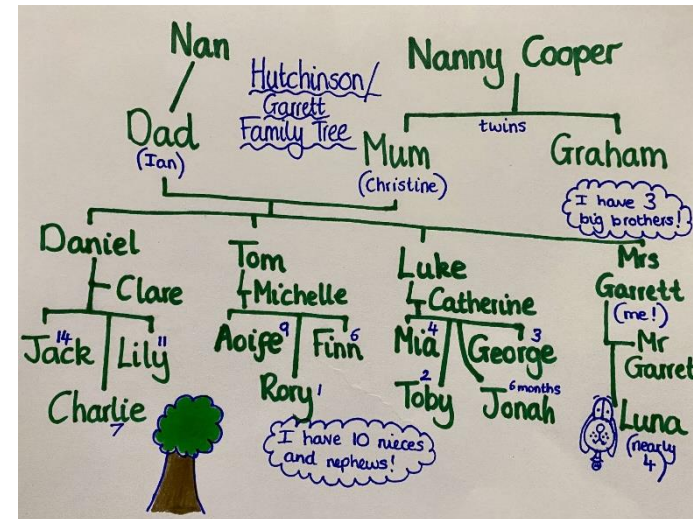 Nan
Nanny Cooper
Hutchinson/
Garrett
Family Tree
twins
Dad
(Ian)
Mum
(Christine)
Graham
I have 3
big brothers!
Daniel
Clare
Jack 14
Lily 11
Charlie
7
Tom
Michelle
Aoife 9
Finn 6
Rory 1
Luke
Catherine
Mia 4
George 3
Toby 2
Jonah 6 months
Mrs
Garrett
(me!)
Mr
Garret
Luna
(nearly
4)
I have 10 nieces
and nephews!